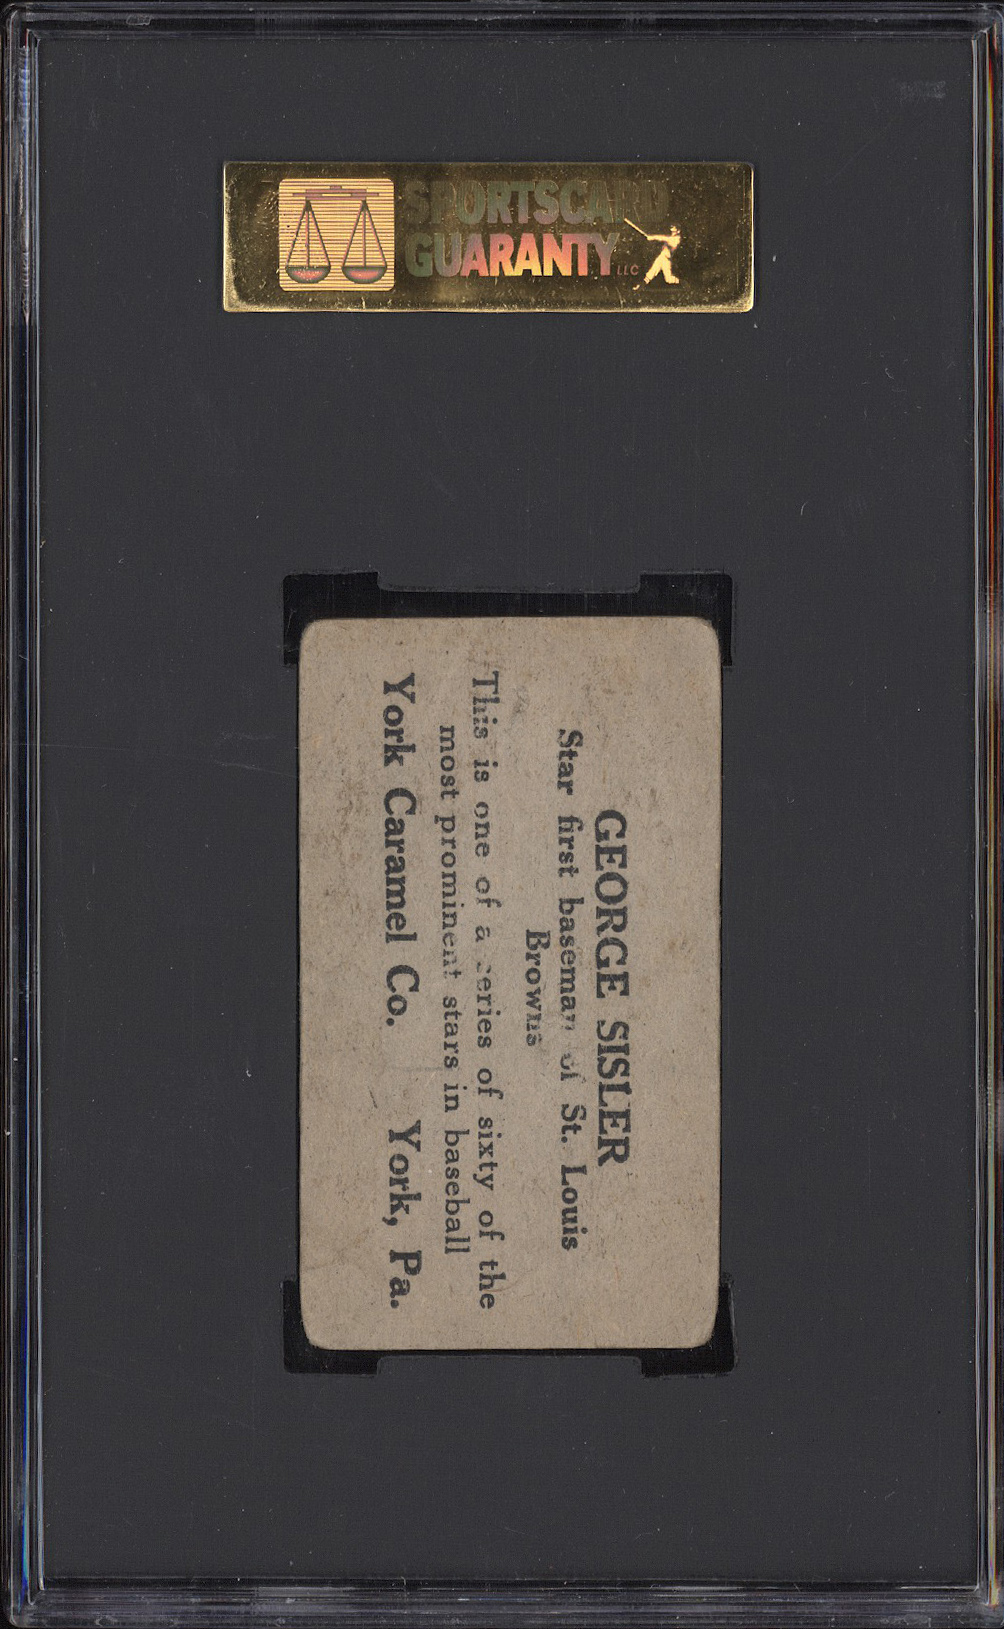 SPORTSCARD
GUARANTY LLC
GEORGE SISLER
Star first baseman of St. Louis
Browns
This is one of a series of sixty of the
most prominent stars in baseball
York Caramel Co. York, Pa.